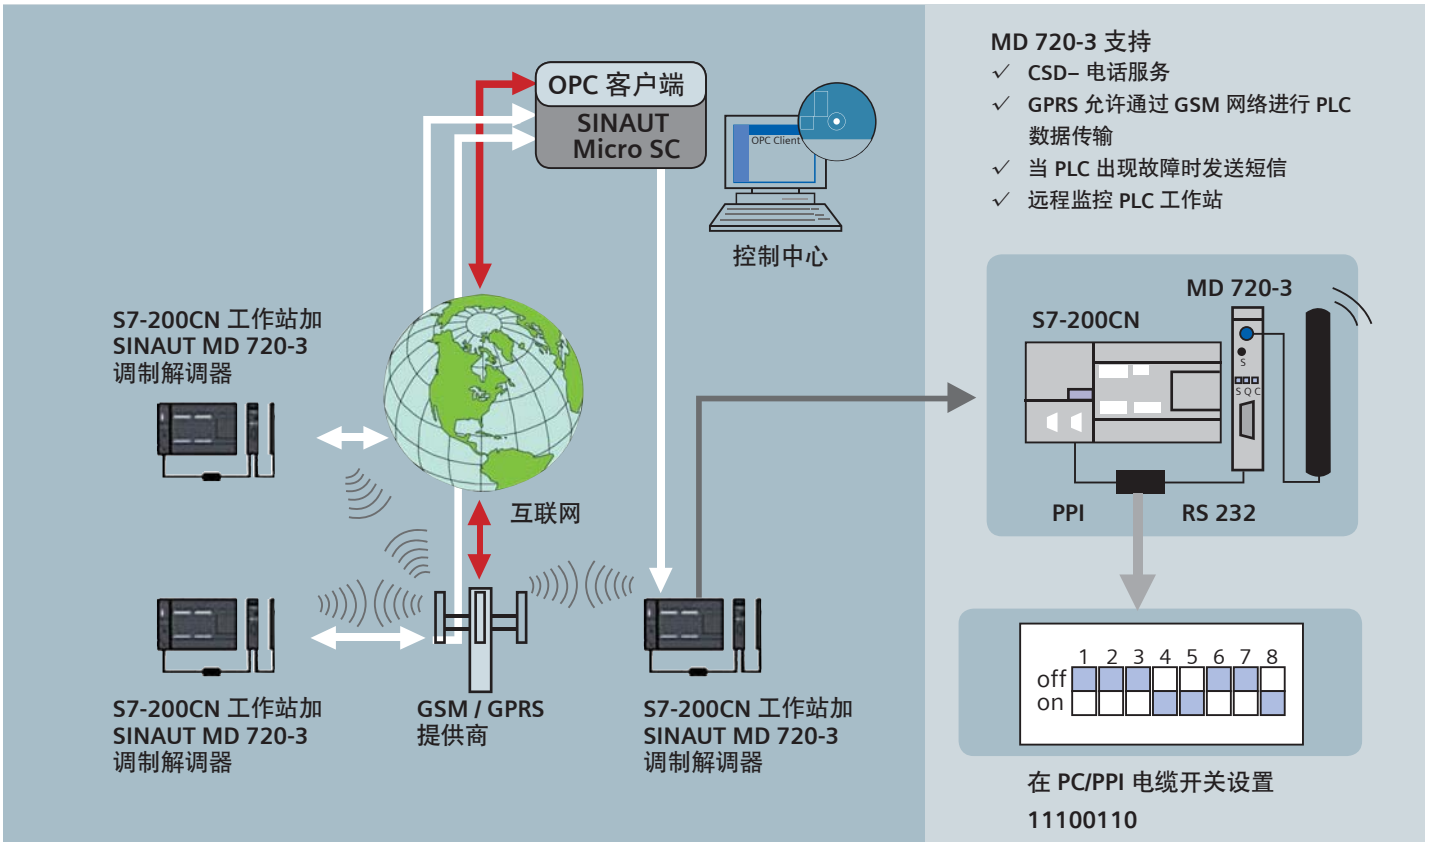 OPC 客户端
SINAUT
Micro SC
OPC Client
控制中心
S7-200CN 工作站加
SINAUT MD 720-3
调制解调器
互联网
S7-200CN 工作站加
SINAUT MD 720-3
调制解调器
GSM / GPRS
提供商
S7-200CN 工作站加
SINAUT MD 720-3
调制解调器
MD 720-3 支持
✓ CSD– 电话服务
✓ GPRS 允许通过 GSM 网络进行 PLC
数据传输
✓ 当 PLC 出现故障时发送短信
✓ 远程监控 PLC 工作站
MD 720-3
S7-200CN
S
S Q C
PPI
RS 232
1 2 3 4 5 6 7 8
off
on
在 PC/PPI 电缆开关设置
11100110